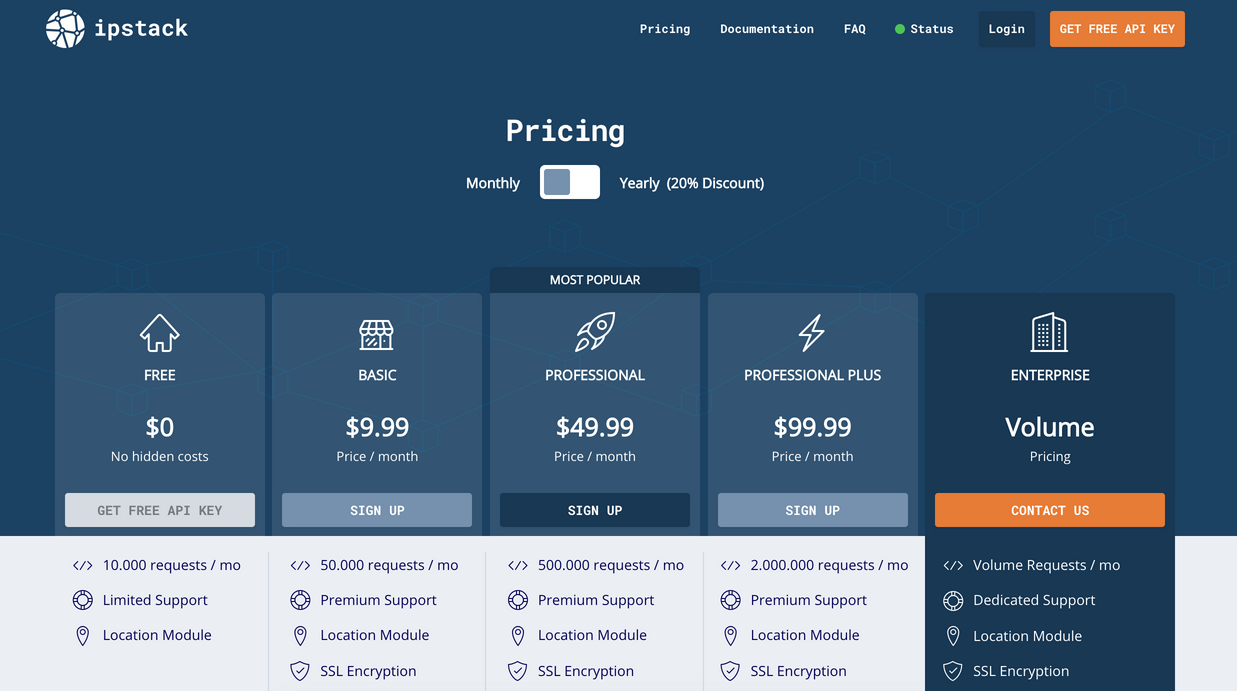 ipstack
Pricing
Documentation
FAQ
Status
Login
GET FREE API KEY
Pricing
Monthly
Yearly (20% Discount)
MOST POPULAR
FREE
$0
No hidden costs
GET FREE API KEY
10.000 requests / mo
Limited Support
Location Module
BASIC
$9.99
Price / month
SIGN UP
50.000 requests / mo
Premium Support
Location Module
SSL Encryption
PROFESSIONAL
$49.99
Price / month
SIGN UP
500.000 requests / mo
Premium Support
Location Module
SSL Encryption
PROFESSIONAL PLUS
$99.99
Price / month
SIGN UP
2.000.000 requests / mo
Premium Support
Location Module
SSL Encryption
ENTERPRISE
Volume
Pricing
CONTACT US
Volume Requests / mo
Dedicated Support
Location Module
SSL Encryption